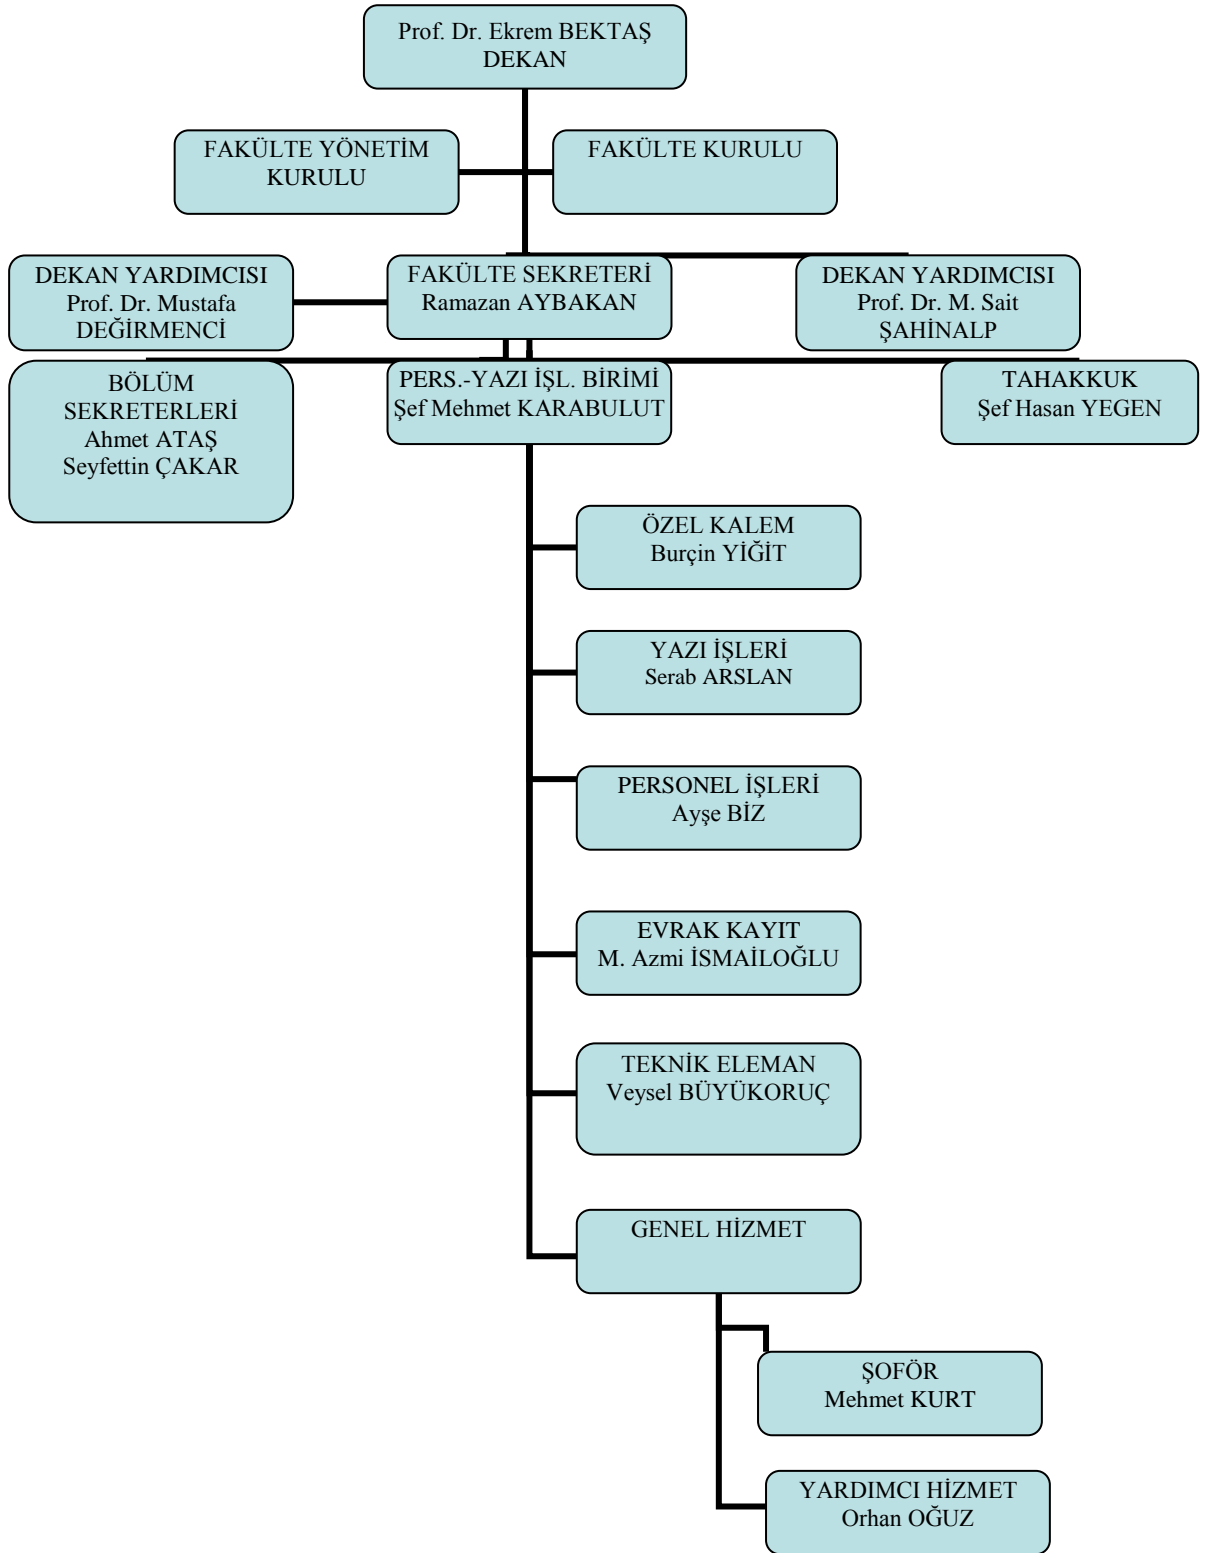 Prof. Dr. Ekrem BEKTAŞ
DEKAN
FAKÜLTE YÖNETİM
KURULU
FAKÜLTE KURULU
DEKAN YARDIMCISI
Prof. Dr. Mustafa
DEĞİRMENCİ
FAKÜLTE SEKRETERİ
Ramazan AYBAKAN
DEKAN YARDIMCISI
Prof. Dr. M. Sait
ŞAHİNALP
BÖLÜM
SEKRETERLERİ
Ahmet ATAŞ
Seyfettin ÇAKAR
PERS.-YAZI İŞL. BİRİMİ
Şef Mehmet KARABULUT
TAHAKKUK
Şef Hasan YEGEN
ÖZEL KALEM
Burçin YİĞİT
YAZI İŞLERİ
Serab ARSLAN
PERSONEL İŞLERİ
Ayşe BİZ
EVRAK KAYIT
M. Azmi İSMAİLOĞLU
TEKNİK ELEMAN
Veysel BÜYÜKORUÇ
GENEL HİZMET
ŞOFÖR
Mehmet KURT
YARDIMCI HİZMET
Orhan OĞUZ